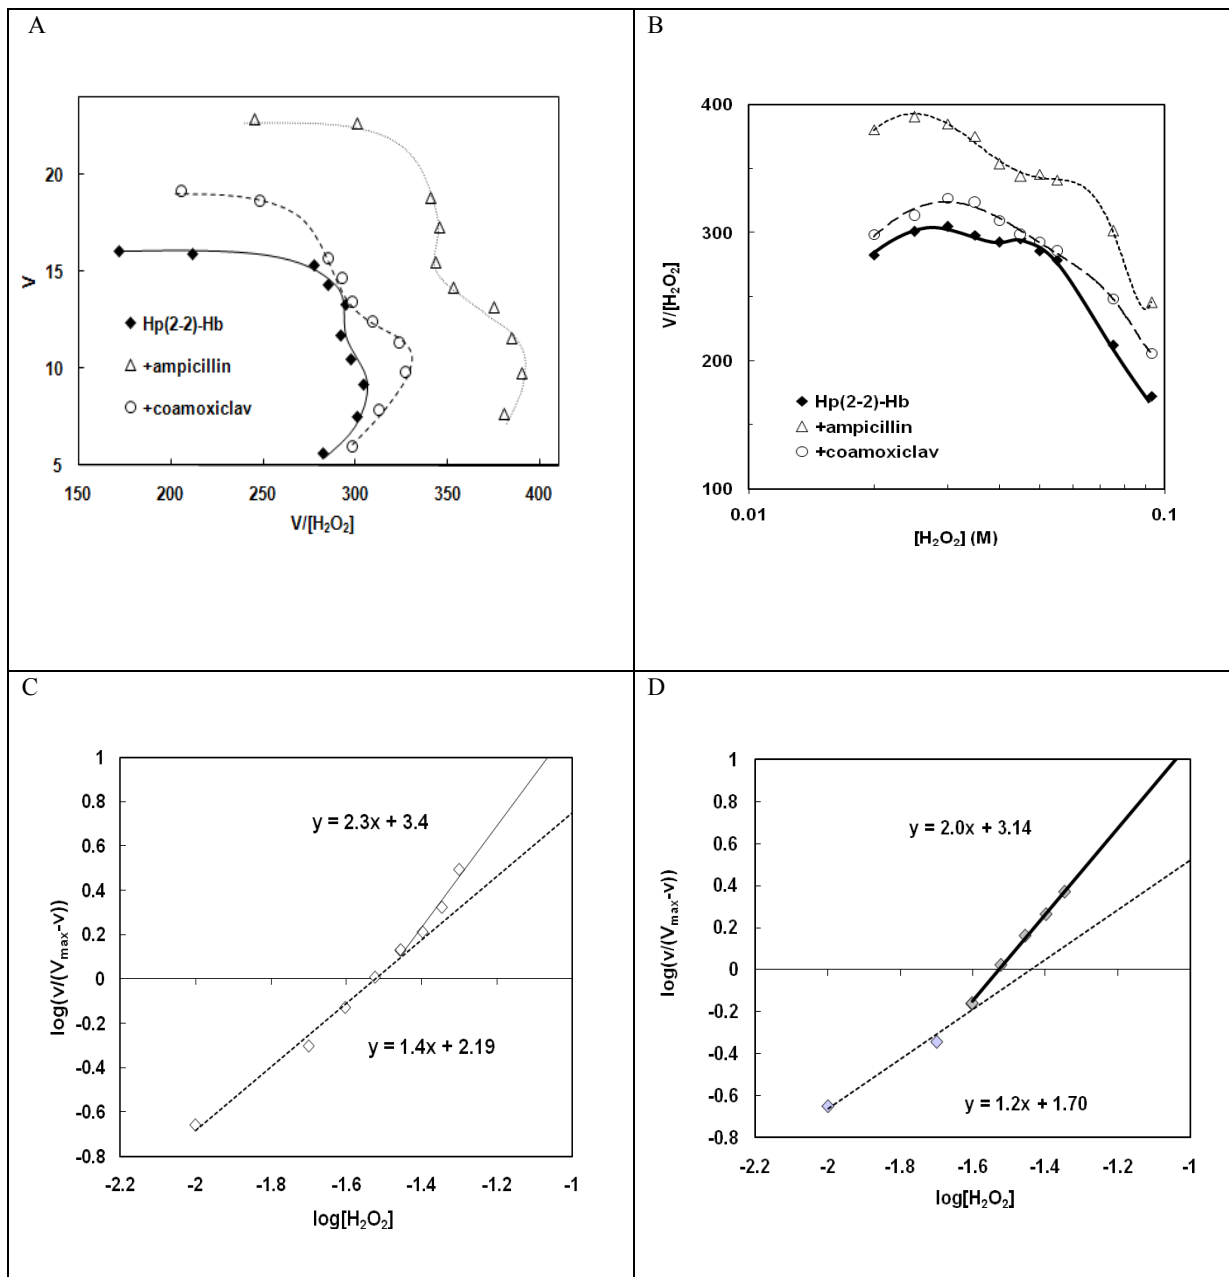 A
V
20
15
10
5
Hp(2-2)-Hb
+ampicillin
+coamoxiclav
150 200 250 300 350 400
V/[H₂O₂]
B
V/[H₂O₂]
400
300
200
100
Hp(2-2)-Hb
+ampicillin
+coamoxiclav
0.01 0.1
[H₂O₂] (M)
C
log(v/(Vmax-v))
1
0.8
0.6
0.4
0.2
0
-0.2
-0.4
-0.6
-0.8
y = 2.3x + 3.4
y = 1.4x + 2.19
-2.2 -2 -1.8 -1.6 -1.4 -1.2 -1
log[H₂O₂]
D
log(v/(Vmax-v))
1
0.8
0.6
0.4
0.2
0
-0.2
-0.4
-0.6
-0.8
y = 2.0x + 3.14
y = 1.2x + 1.70
-2.2 -2 -1.8 -1.6 -1.4 -1.2 -1
log[H₂O₂]